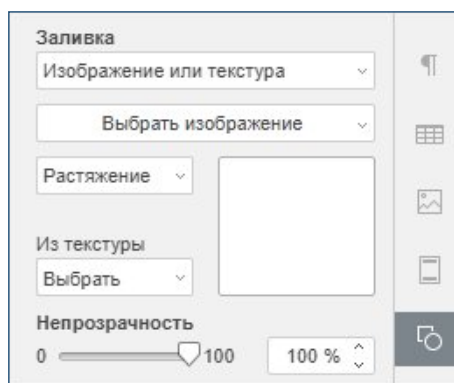 Заливка
Изображение или текстура
Выбрать изображение
Растяжение
Из текстуры
Выбрать
Непрозрачность
0 100 100 %